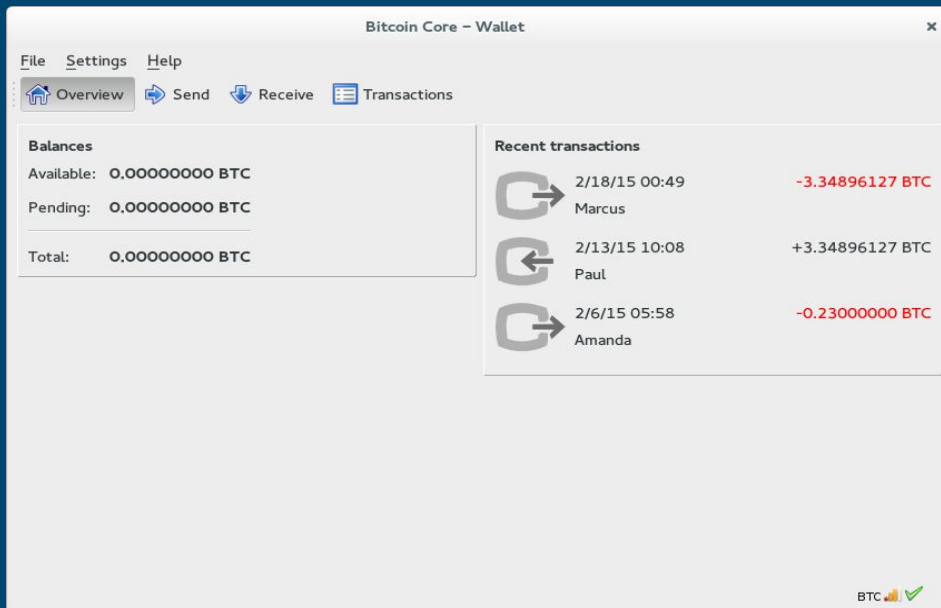 Bitcoin Core – Wallet
×
File Settings Help
Overview Send Receive Transactions
Balances
Available: 0.00000000 BTC
Pending: 0.00000000 BTC
Total: 0.00000000 BTC
Recent transactions
2/18/15 00:49 -3.34896127 BTC
Marcus
2/13/15 10:08 +3.34896127 BTC
Paul
2/6/15 05:58 -0.23000000 BTC
Amanda
BTC